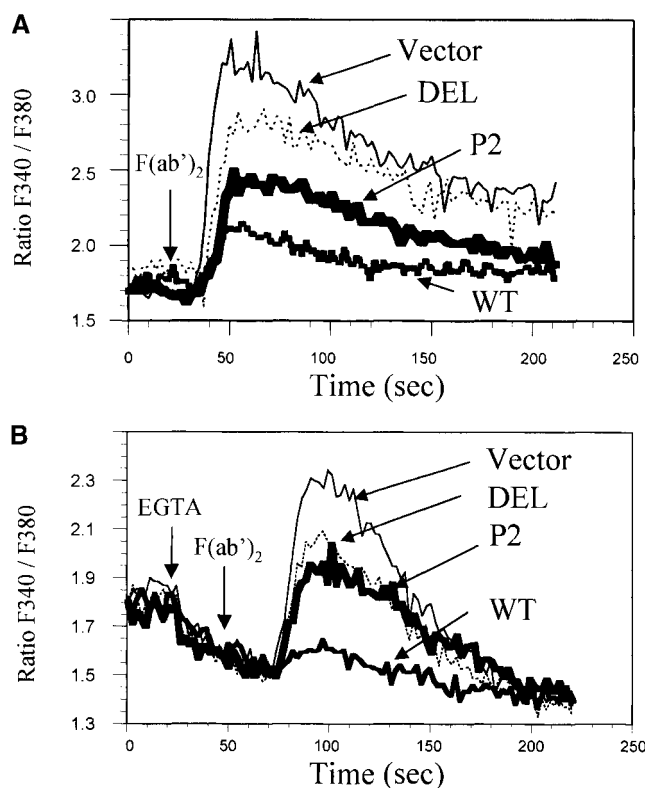 A
Vector
DEL
P2
F(ab')₂
WT
Ratio F340 / F380
3.0
2.5
2.0
1.5
0
50
100
150
200
250
Time (sec)
B
Vector
DEL
P2
WT
EGTA
F(ab')₂
Ratio F340 / F380
2.3
2.1
1.9
1.7
1.5
1.3
0
50
100
150
200
250
Time (sec)